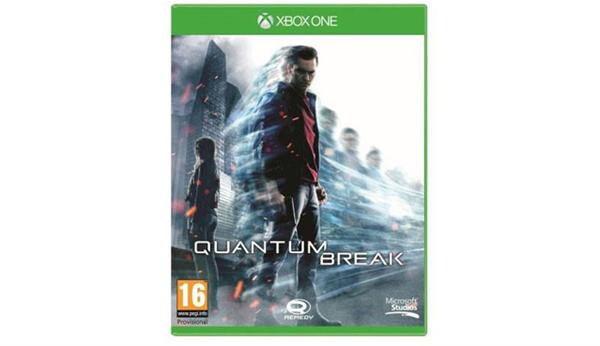 XBOX ONE
QUANTUM
BREAK
16
www.pegi.info
Provisional
REMEDY
Microsoft
Studios